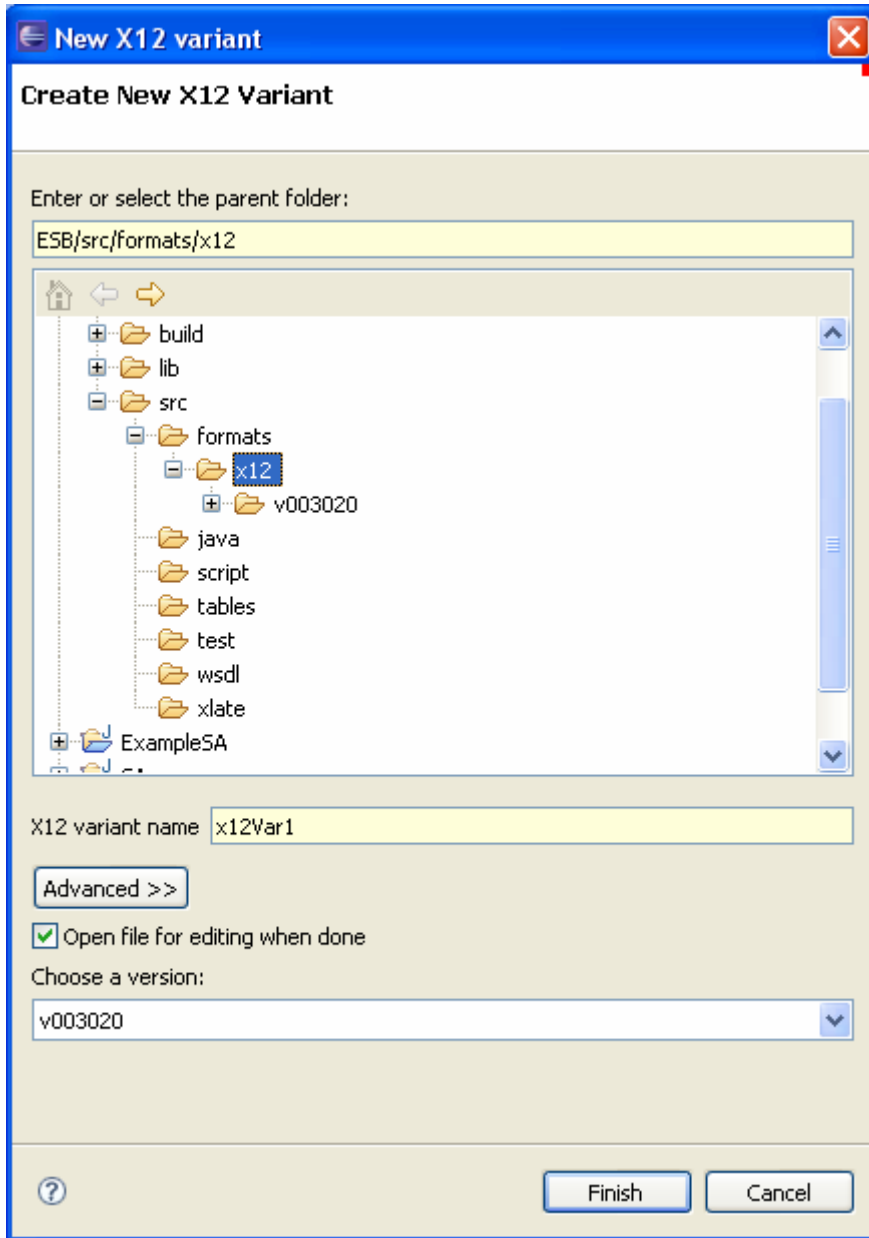 New X12 variant
Create New X12 Variant
Enter or select the parent folder:
ESB/src/formats/x12
build
lib
src
formats
x12
v003020
java
script
tables
test
wsdl
xlate
ExampleSA
X12 variant name x12Var1
Advanced >>
Open file for editing when done
Choose a version:
v003020
Finish Cancel